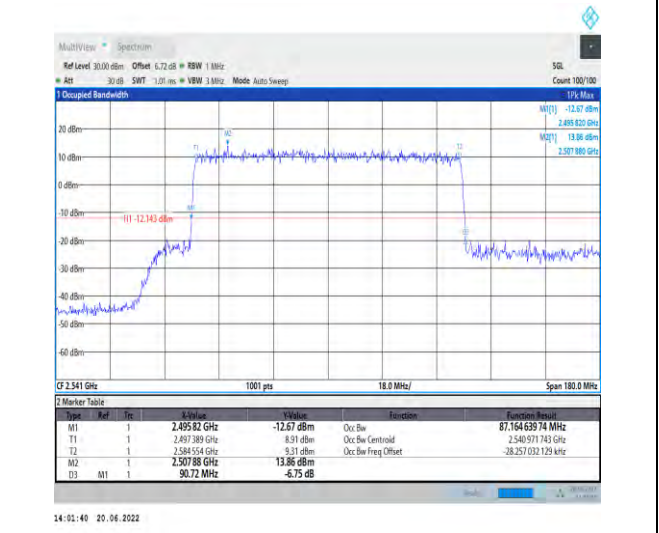 MultiView Spectrum
Ref Level 30.00 dBm Offset 6.72 dB RBW 1 MHz SGL
Att 30 dB SWT 1.01 ms VBW 3 MHz Mode Auto Sweep Count 100/100
1 Occupied Bandwidth 1Pk Max
M1[1] -12.67 dBm
2.495 820 GHz
M2[1] 13.86 dBm
2.507 880 GHz
20 dBm
M2
T1 T2
10 dBm
0 dBm
M1
-10 dBm
H1 -12.143 dBm
-20 dBm
-30 dBm
-40 dBm
-50 dBm
-60 dBm
CF 2.541 GHz 1001 pts 18.0 MHz/ Span 180.0 MHz
2 Marker Table
Type Ref Trc X-Value Y-Value Function Function Result
M1 1 2.495 82 GHz -12.67 dBm Occ Bw 87.164 639 74 MHz
T1 1 2.497 389 GHz 8.91 dBm Occ Bw Centroid 2.540 971 743 GHz
T2 1 2.584 554 GHz 9.31 dBm Occ Bw Freq Offset -28.257 032 129 kHz
M2 1 2.507 88 GHz 13.86 dBm
D3 M1 1 90.72 MHz -6.75 dB
14:01:40 20.06.2022